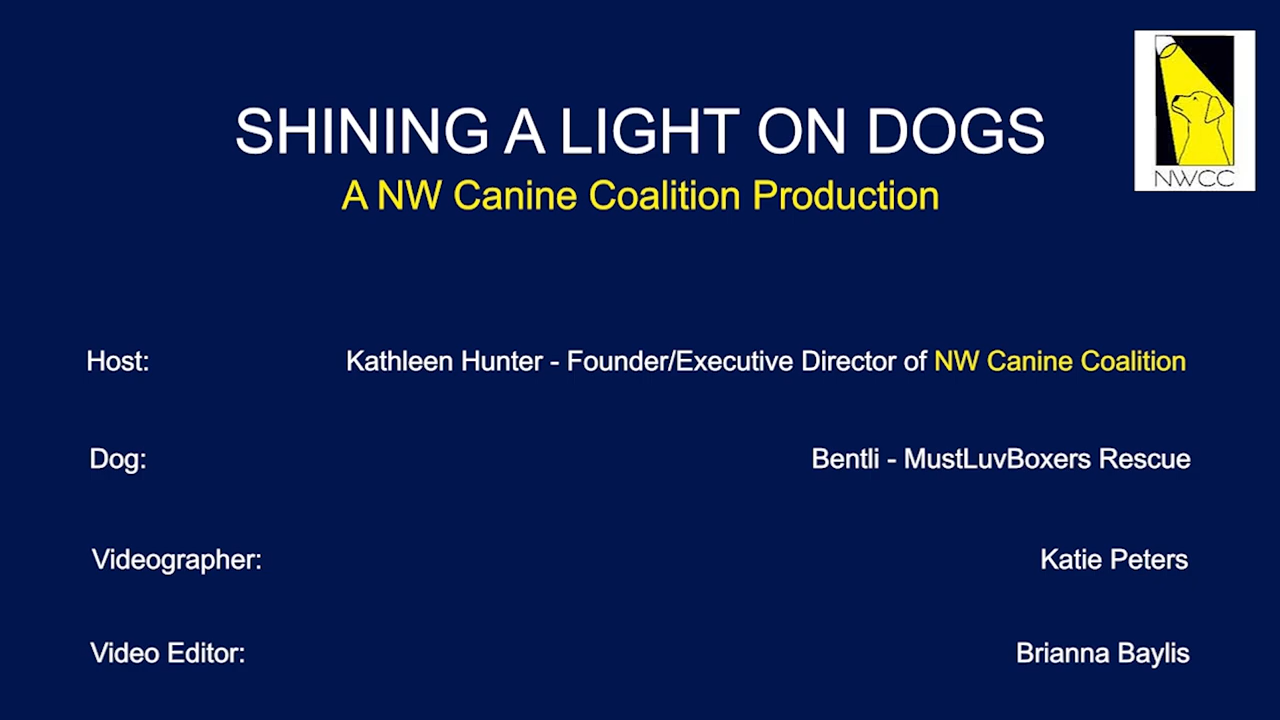 SHINING A LIGHT ON DOGS
A NW Canine Coalition Production
NWCC
Host: Kathleen Hunter - Founder/Executive Director of NW Canine Coalition
Dog: Bentli - MustLuvBoxers Rescue
Videographer: Katie Peters
Video Editor: Brianna Baylis